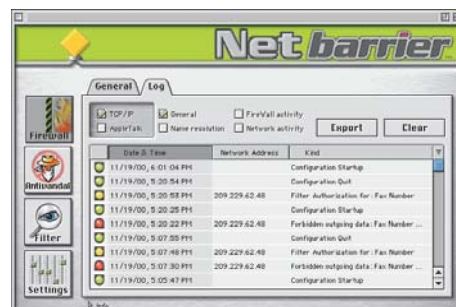 Net barrier
General Log
TCP/IP General FireWall activity
AppleTalk Name resolution Network activity Export Clear
Firewall
Antivandal
Filter
Settings
Date & Time Network Address Kind
11/19/00, 6:01:04 PM Configuration Startup
11/19/00, 5:20:54 PM Configuration Quit
11/19/00, 5:20:53 PM 209.229.62.48 Filter Authorization for: Fax Number
11/19/00, 5:20:25 PM Configuration Startup
11/19/00, 5:20:22 PM 209.229.62.48 Forbidden outgoing data: Fax Number ...
11/19/00, 5:07:55 PM Configuration Quit
11/19/00, 5:07:48 PM 209.229.62.48 Filter Authorization for: Fax Number
11/19/00, 5:07:30 PM 209.229.62.48 Forbidden outgoing data: Fax Number ...
11/19/00, 5:05:47 PM Configuration Startup